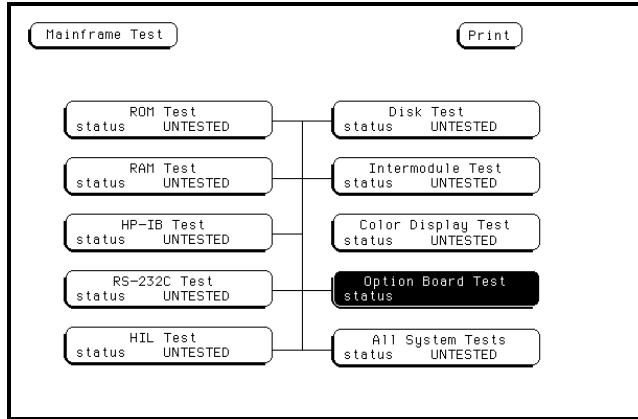 Mainframe Test
Print
ROM Test
status UNTESTED
Disk Test
status UNTESTED
RAM Test
status UNTESTED
Intermodule Test
status UNTESTED
HP-IB Test
status UNTESTED
Color Display Test
status UNTESTED
RS-232C Test
status UNTESTED
Option Board Test
status
HIL Test
status UNTESTED
All System Tests
status UNTESTED